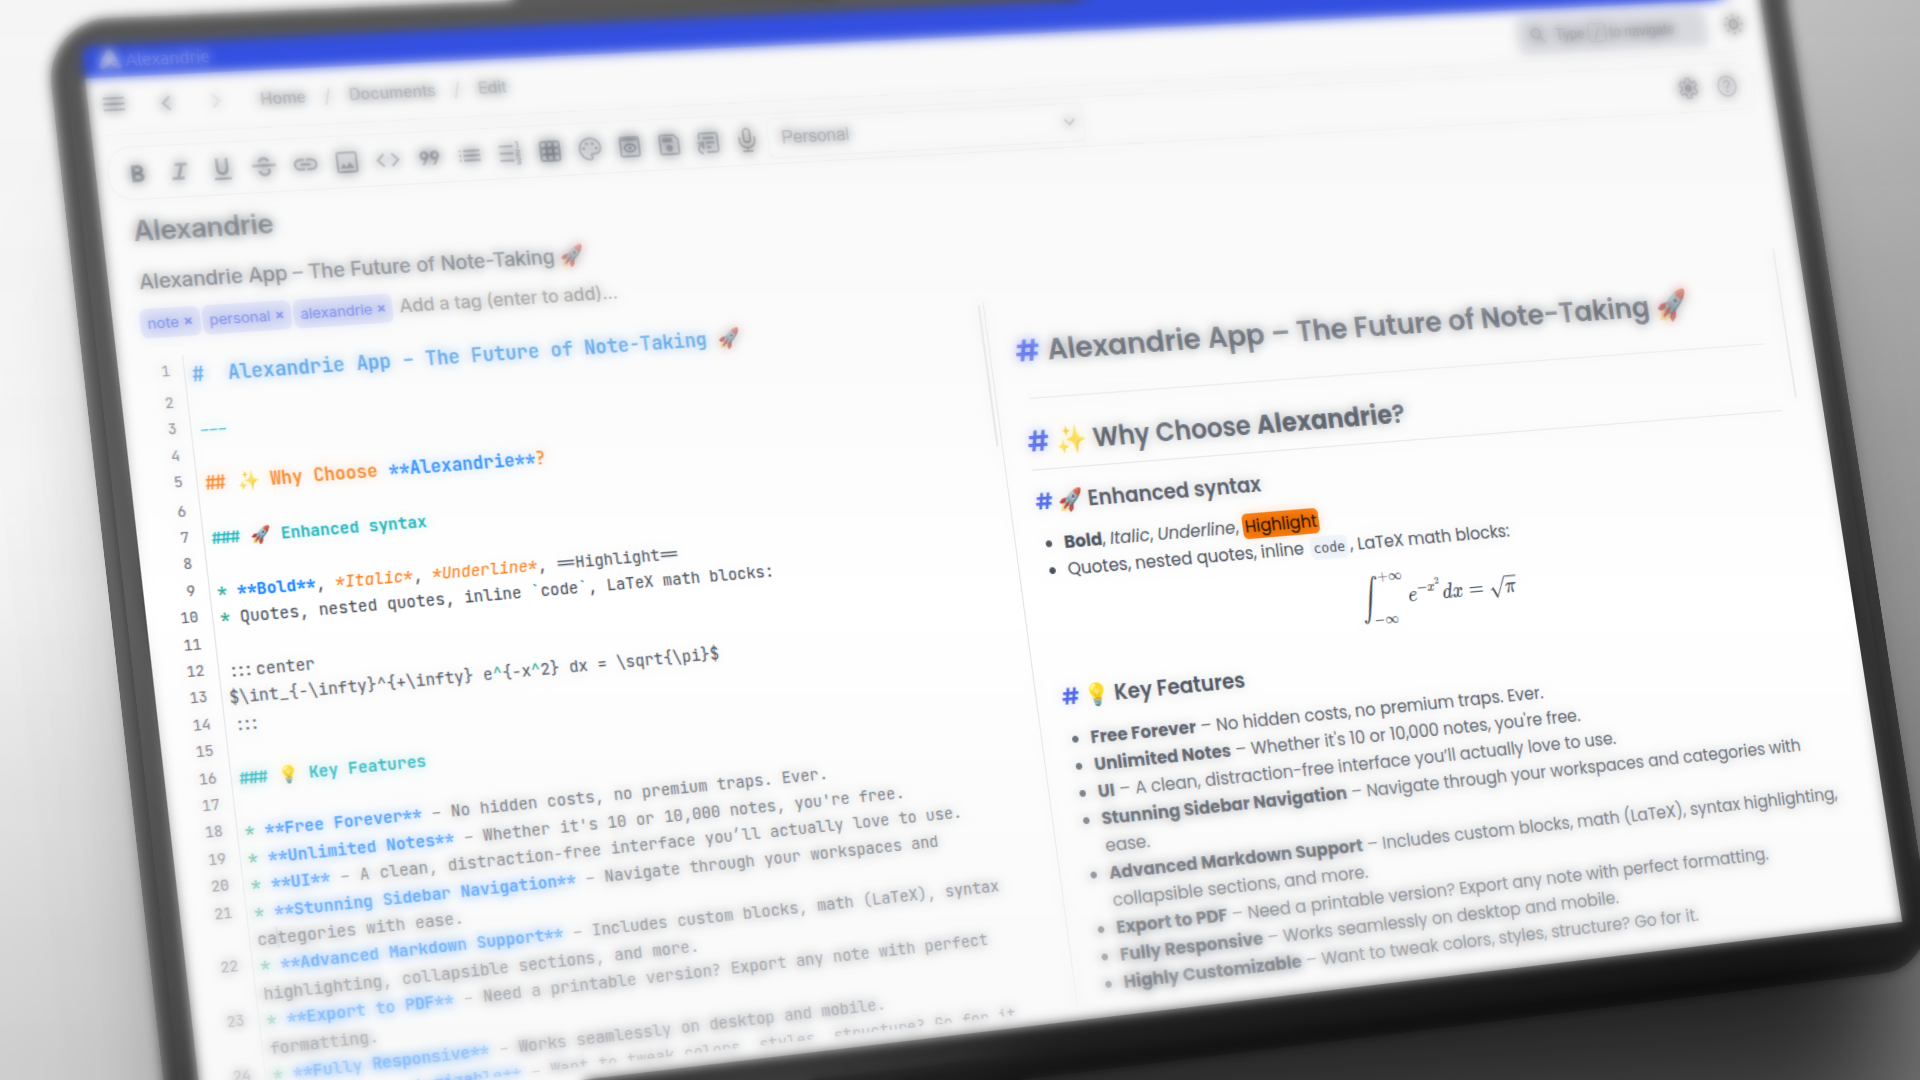 Alexandrie
Home / Documents / Edit
Type / to navigate
B I U S
Personal
Alexandrie
Alexandrie App – The Future of Note-Taking 🚀
note × personal × alexandrie × Add a tag (enter to add)...
1 # Alexandrie App – The Future of Note-Taking 🚀
2
3 ---
4
5 ## ✨ Why Choose **Alexandrie**?
6
7 ### 🚀 Enhanced syntax
8
9 * **Bold**, *Italic*, *Underline*, ==Highlight==
10 * Quotes, nested quotes, inline `code`, LaTeX math blocks:
11
12 :::center
13 $\int_{-\infty}^{+\infty} e^{-x^2} dx = \sqrt{\pi}$
14 :::
15
16 ### 💡 Key Features
17
18 * **Free Forever** – No hidden costs, no premium traps. Ever.
19 * **Unlimited Notes** – Whether it's 10 or 10,000 notes, you're free.
20 * **UI** – A clean, distraction-free interface you’ll actually love to use.
21 * **Stunning Sidebar Navigation** – Navigate through your workspaces and
categories with ease.
22 * **Advanced Markdown Support** – Includes custom blocks, math (LaTeX), syntax
highlighting, collapsible sections, and more.
23 * **Export to PDF** – Need a printable version? Export any note with perfect
formatting.
24 * **Fully Responsive** – Works seamlessly on desktop and mobile.
– Want to tweak colors, styles, structure? Go for it
# Alexandrie App – The Future of Note-Taking 🚀
# ✨ Why Choose Alexandrie?
# 🚀 Enhanced syntax
• Bold, Italic, Underline, Highlight
• Quotes, nested quotes, inline code, LaTeX math blocks:
∫_{−∞}^{+∞} e^{−x²} dx = √π
# 💡 Key Features
• Free Forever – No hidden costs, no premium traps. Ever.
• Unlimited Notes – Whether it's 10 or 10,000 notes, you're free.
• UI – A clean, distraction-free interface you’ll actually love to use.
• Stunning Sidebar Navigation – Navigate through your workspaces and categories with
ease.
• Advanced Markdown Support – Includes custom blocks, math (LaTeX), syntax highlighting,
collapsible sections, and more.
• Export to PDF – Need a printable version? Export any note with perfect formatting.
• Fully Responsive – Works seamlessly on desktop and mobile.
• Highly Customizable – Want to tweak colors, styles, structure? Go for it.